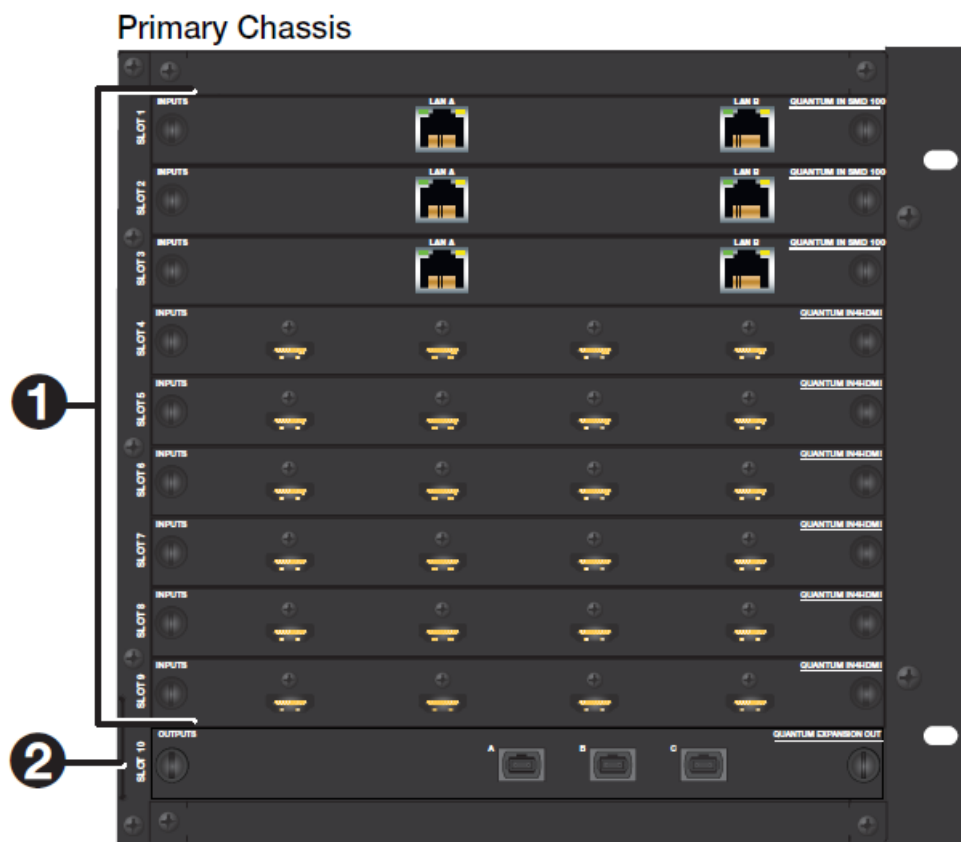 Primary Chassis
SLOT 1
INPUTS
LAN A
LAN B
QUANTUM IN SMD 100
SLOT 2
INPUTS
LAN A
LAN B
QUANTUM IN SMD 100
SLOT 3
INPUTS
LAN A
LAN B
QUANTUM IN SMD 100
SLOT 4
INPUTS
QUANTUM IN4HDMI
1
SLOT 5
INPUTS
QUANTUM IN4HDMI
SLOT 6
INPUTS
QUANTUM IN4HDMI
SLOT 7
INPUTS
QUANTUM IN4HDMI
SLOT 8
INPUTS
QUANTUM IN4HDMI
SLOT 9
INPUTS
QUANTUM IN4HDMI
2
SLOT 10
OUTPUTS
A
B
C
QUANTUM EXPANSION OUT